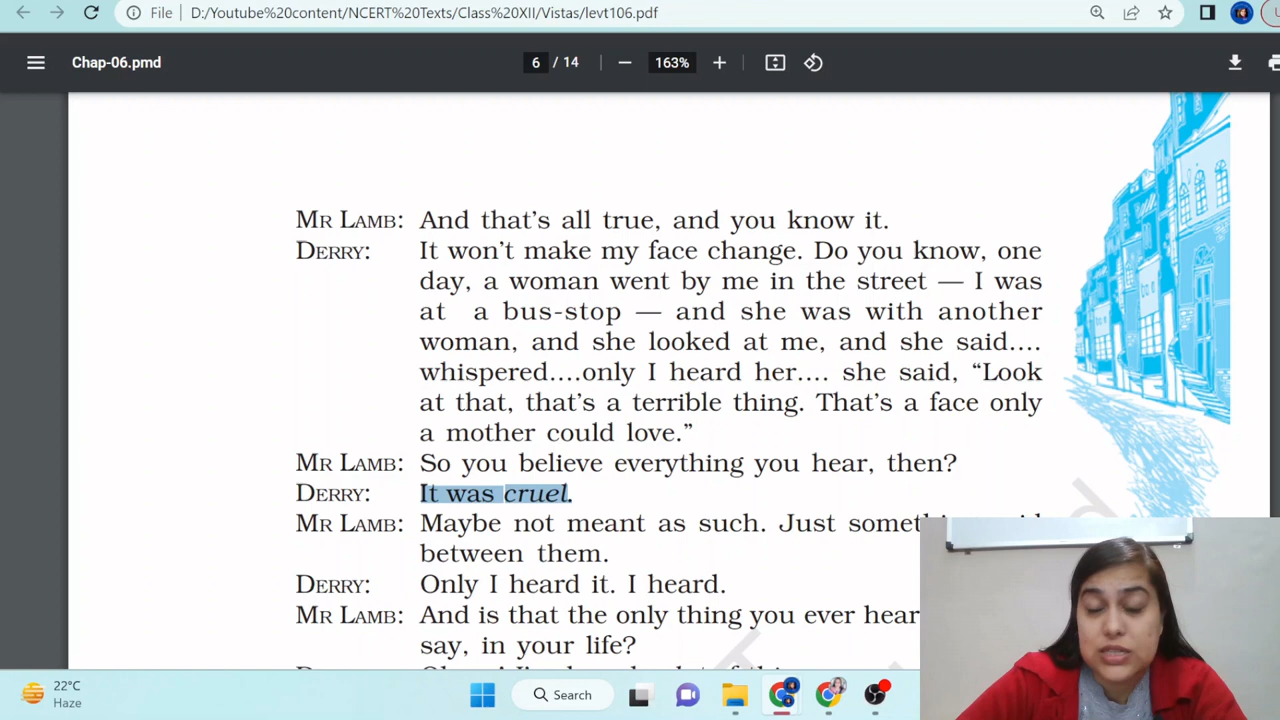 File D:/Youtube%20content/NCERT%20Texts/Class%20XII/Vistas/levt106.pdf
Chap-06.pmd 6 / 14 163%
MR LAMB: And that's all true, and you know it.
DERRY: It won't make my face change. Do you know, one
day, a woman went by me in the street — I was
at a bus-stop — and she was with another
woman, and she looked at me, and she said....
whispered....only I heard her.... she said, “Look
at that, that's a terrible thing. That's a face only
a mother could love.”
MR LAMB: So you believe everything you hear, then?
DERRY: It was cruel.
MR LAMB: Maybe not meant as such. Just
between them.
DERRY: Only I heard it. I heard.
MR LAMB: And is that the only thing you ever hear
say, in your life?
22°C
Haze
Search